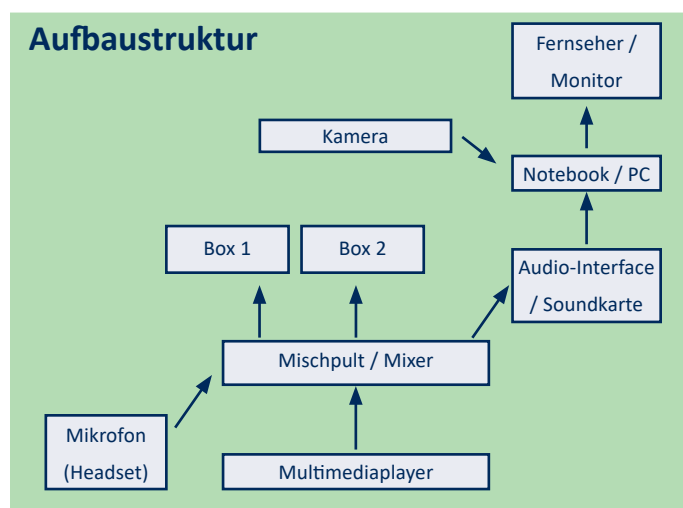 Aufbaustruktur
Fernseher /
Monitor
Kamera
Notebook / PC
Box 1
Box 2
Audio-Interface
/ Soundkarte
Mischpult / Mixer
Mikrofon
(Headset)
Multimediaplayer